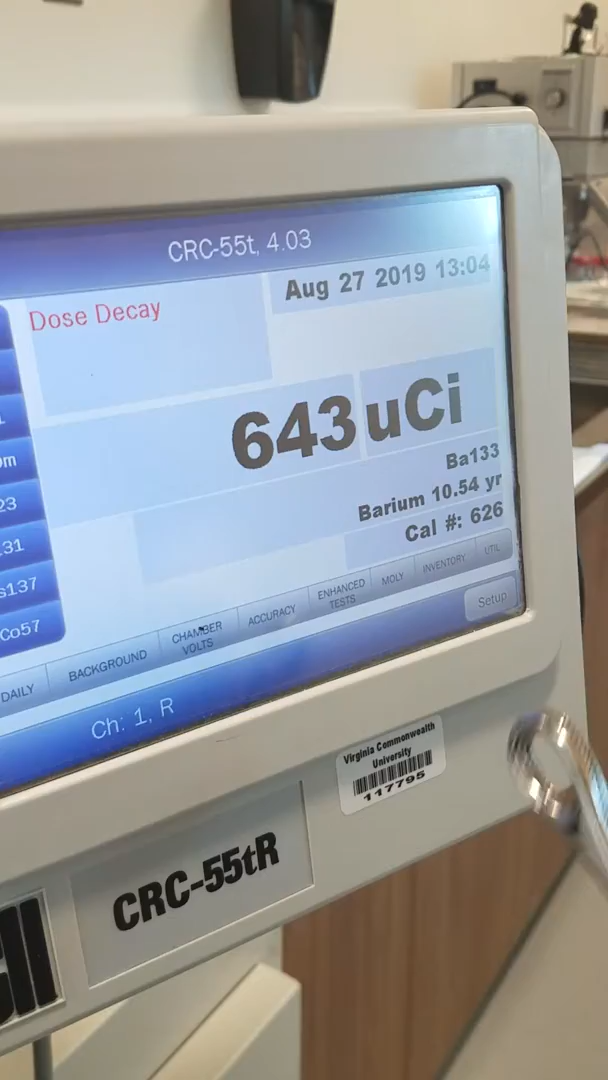 CRC-55t, 4.03
Aug 27 2019 13:04
Dose Decay
643 uCi
Ba133
Barium 10.54 yr
Cal #: 626
Co57
DAILY
BACKGROUND
CHAMBER VOLTS
ACCURACY
ENHANCED TESTS
MOLY
INVENTORY
UTIL
Setup
Ch: 1, R
Virginia Commonwealth
University
117795
CRC-55tR